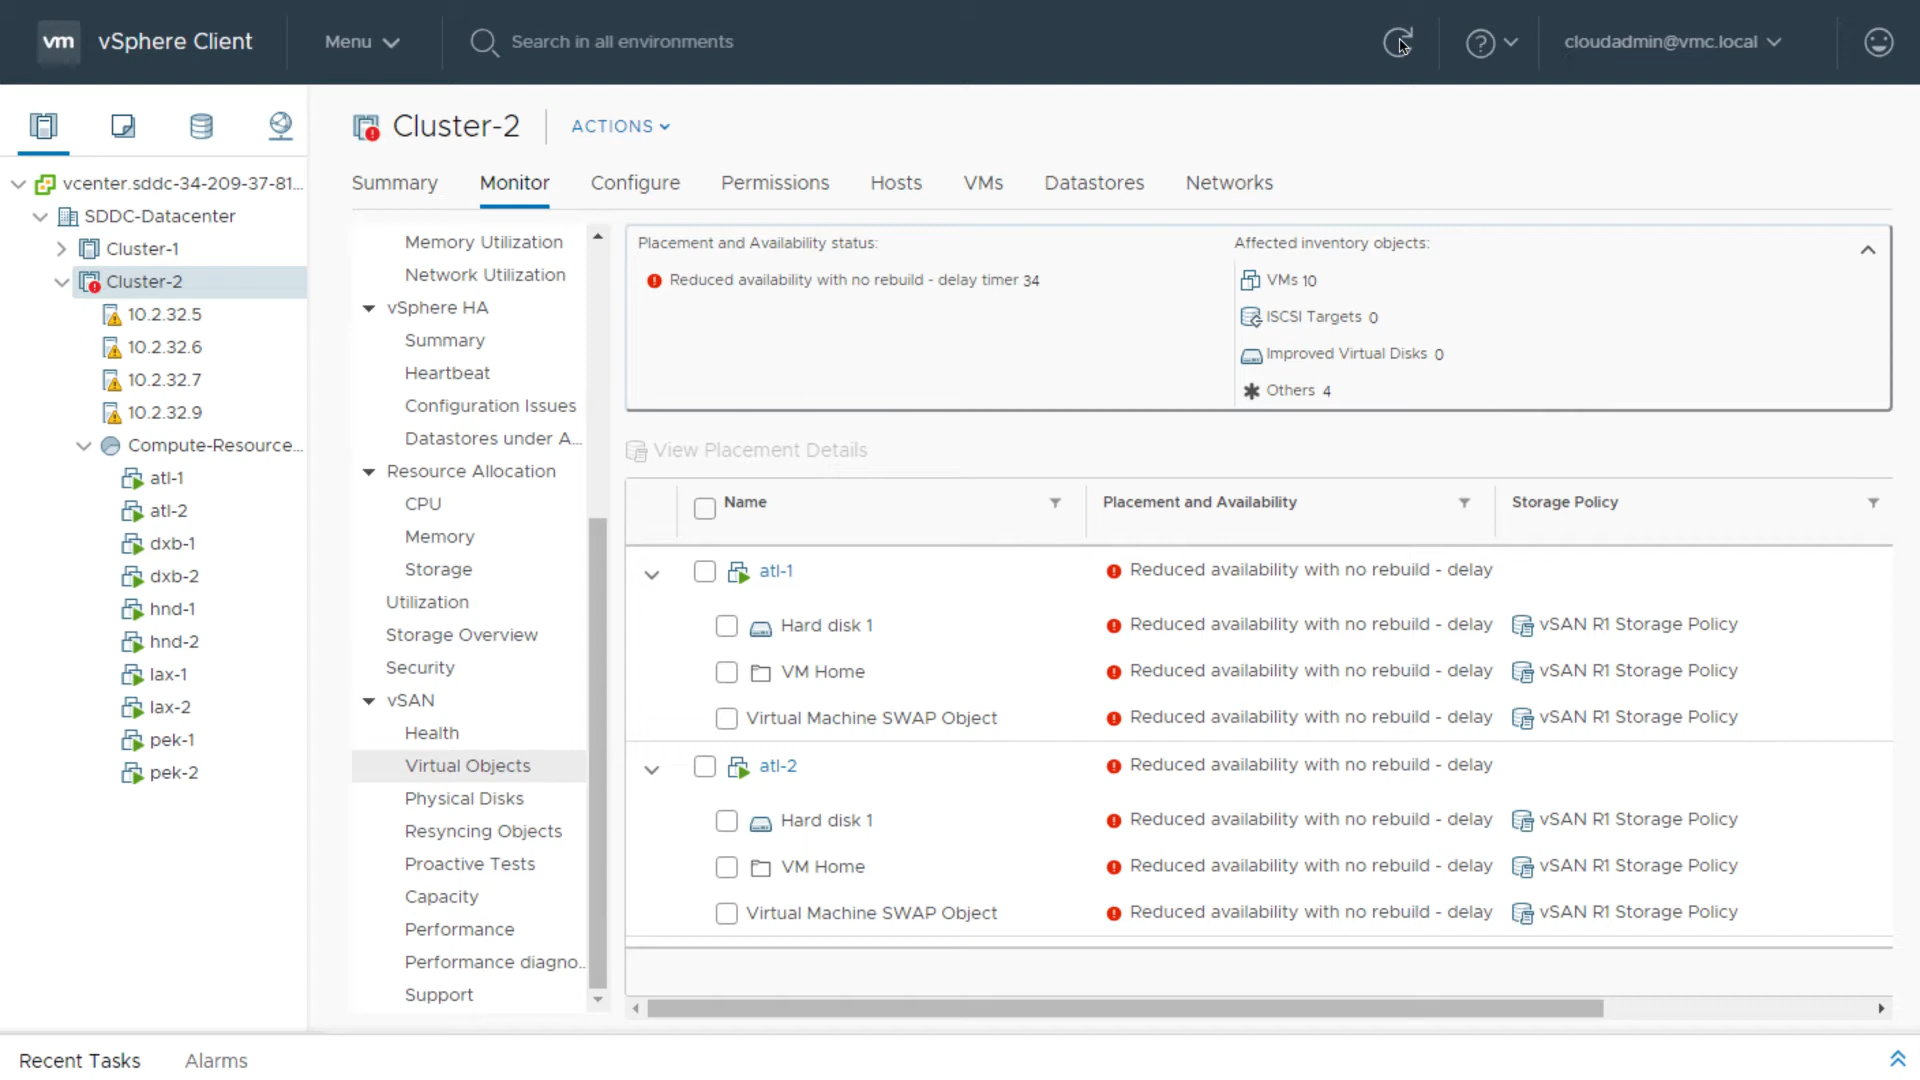 vm vSphere Client
Menu
Search in all environments
cloudadmin@vmc.local
vcenter.sddc-34-209-37-81...
SDDC-Datacenter
Cluster-1
Cluster-2
10.2.32.5
10.2.32.6
10.2.32.7
10.2.32.9
Compute-Resource...
atl-1
atl-2
dxb-1
dxb-2
hnd-1
hnd-2
lax-1
lax-2
pek-1
pek-2
Cluster-2
ACTIONS
Summary Monitor Configure Permissions Hosts VMs Datastores Networks
Memory Utilization
Network Utilization
vSphere HA
Summary
Heartbeat
Configuration Issues
Datastores under A...
Resource Allocation
CPU
Memory
Storage
Utilization
Storage Overview
Security
vSAN
Health
Virtual Objects
Physical Disks
Resyncing Objects
Proactive Tests
Capacity
Performance
Performance diagno..
Support
Placement and Availability status:
Reduced availability with no rebuild - delay timer 34
Affected inventory objects:
VMs 10
ISCSI Targets 0
Improved Virtual Disks 0
Others 4
View Placement Details
Name Placement and Availability Storage Policy
atl-1 Reduced availability with no rebuild - delay
Hard disk 1 Reduced availability with no rebuild - delay vSAN R1 Storage Policy
VM Home Reduced availability with no rebuild - delay vSAN R1 Storage Policy
Virtual Machine SWAP Object Reduced availability with no rebuild - delay vSAN R1 Storage Policy
atl-2 Reduced availability with no rebuild - delay
Hard disk 1 Reduced availability with no rebuild - delay vSAN R1 Storage Policy
VM Home Reduced availability with no rebuild - delay vSAN R1 Storage Policy
Virtual Machine SWAP Object Reduced availability with no rebuild - delay vSAN R1 Storage Policy
Recent Tasks Alarms